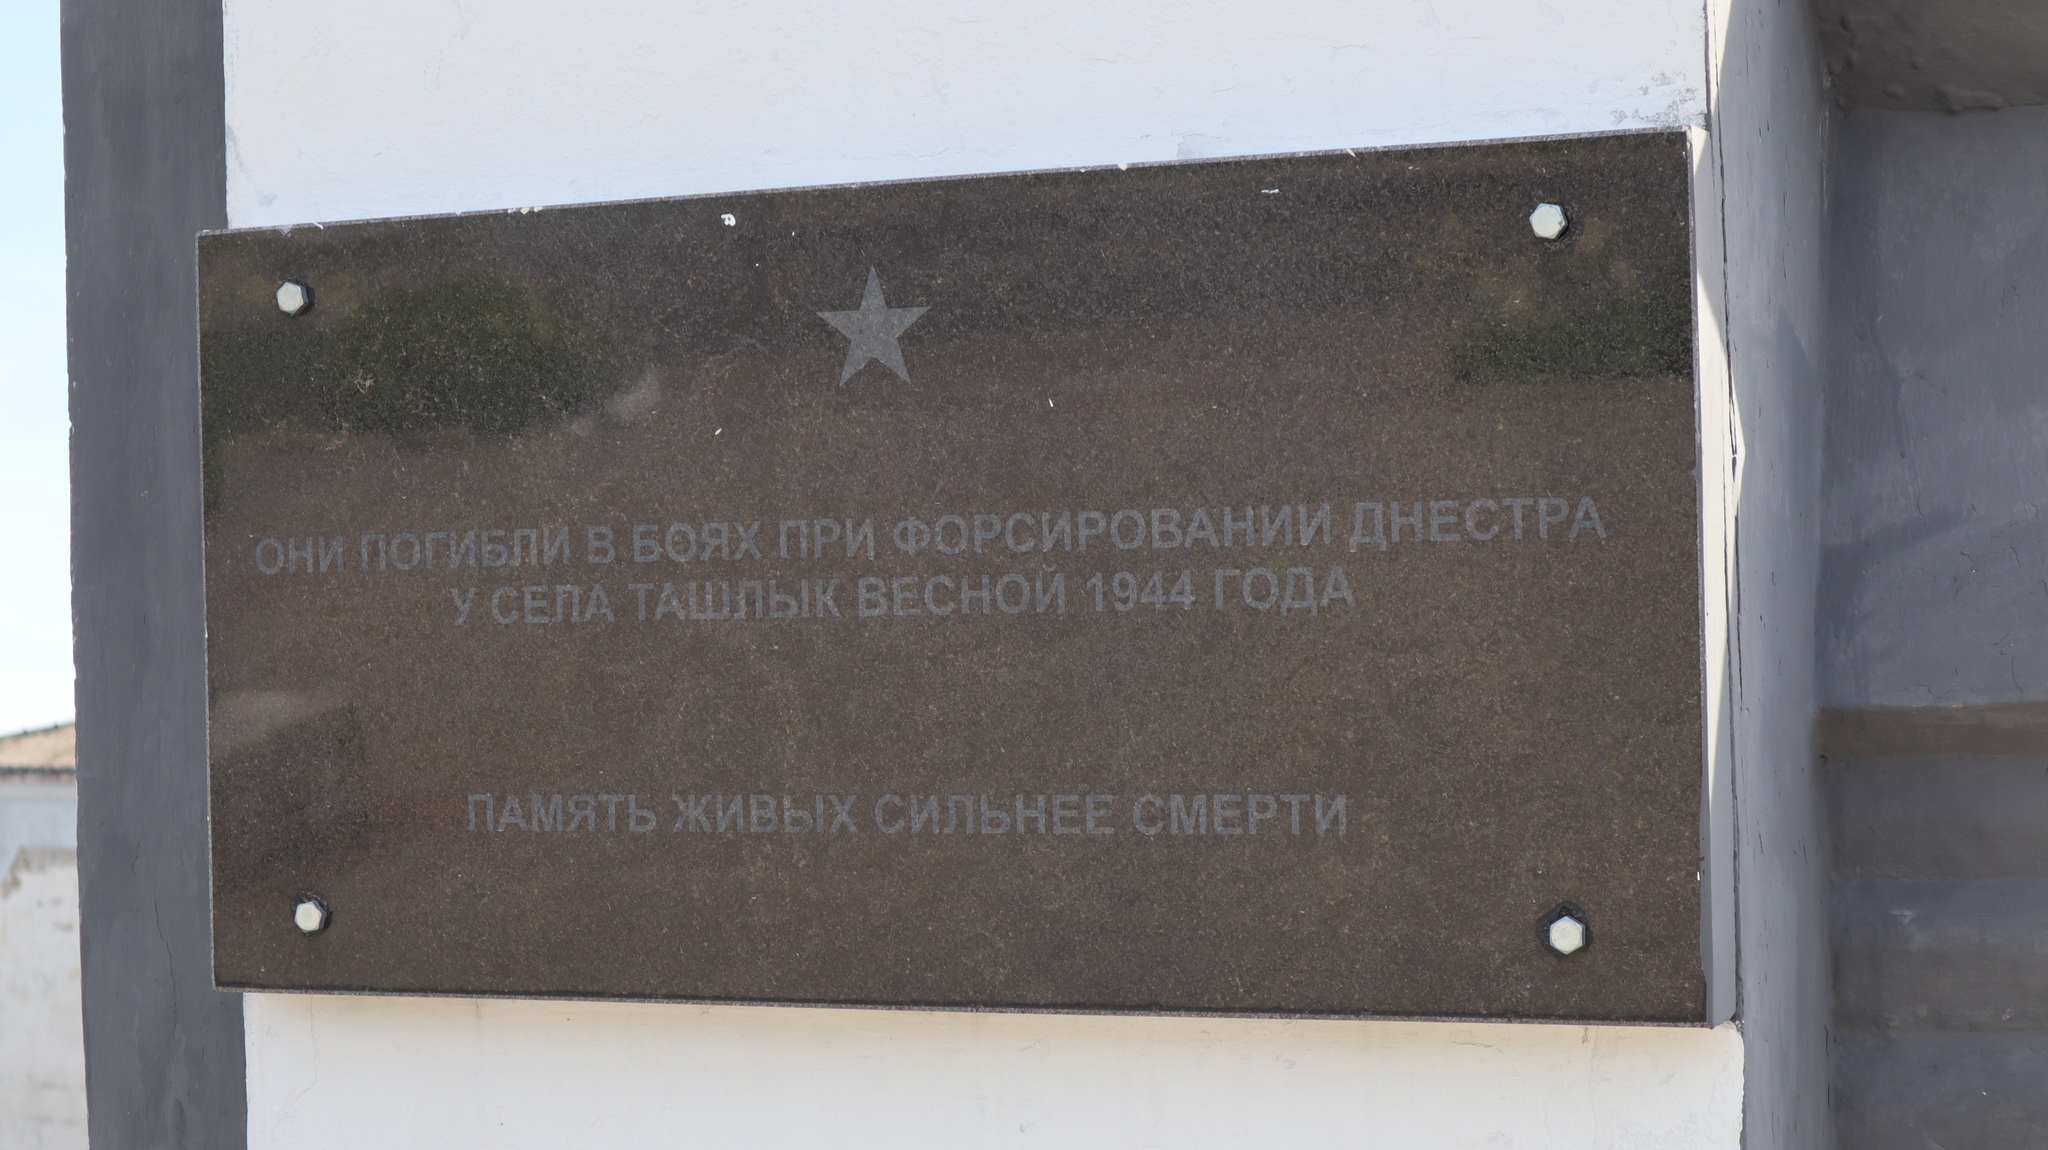 ОНИ ПОГИБЛИ В БОЯХ ПРИ ФОРСИРОВАНИИ ДНЕСТРА
У СЕЛА ТАШЛЫК ВЕСНОЙ 1944 ГОДА
ПАМЯТЬ ЖИВЫХ СИЛЬНЕЕ СМЕРТИ